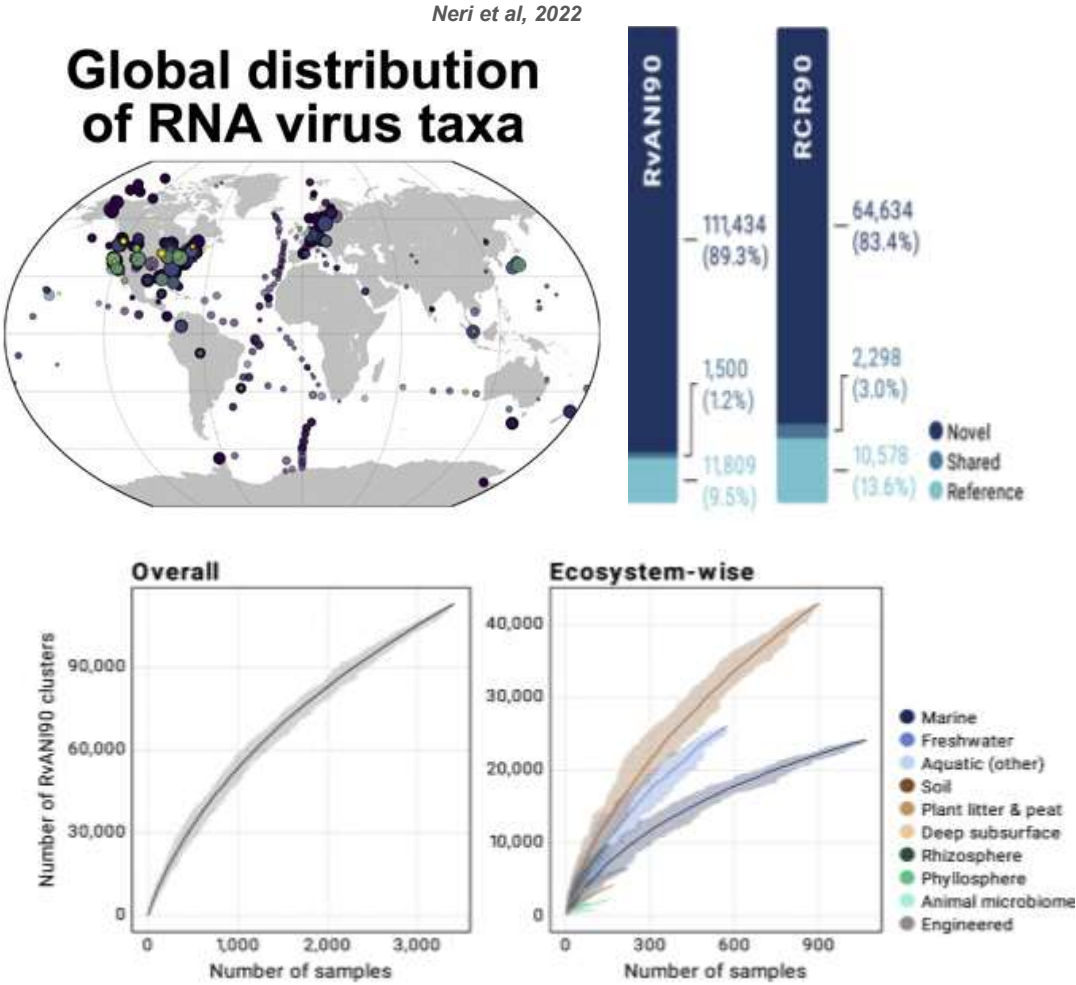 Neri et al, 2022
Global distribution
of RNA virus taxa
RvANI90
RCR90
111,434
(89.3%)
64,634
(83.4%)
1,500
(1.2%)
2,298
(3.0%)
11,809
(9.5%)
10,578
(13.6%)
Novel
Shared
Reference
Overall
Number of RvANI90 clusters
90,000
60,000
30,000
0
0
1,000
2,000
3,000
Number of samples
Ecosystem-wise
40,000
30,000
20,000
10,000
0
0
300
600
900
Number of samples
Marine
Freshwater
Aquatic (other)
Soil
Plant litter & peat
Deep subsurface
Rhizosphere
Phyllosphere
Animal microbiome
Engineered